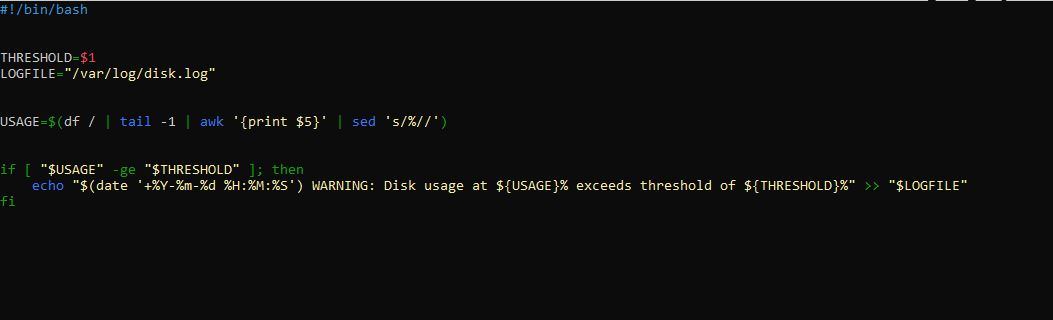 #!/bin/bash
THRESHOLD=$1
LOGFILE="/var/log/disk.log"
USAGE=$(df / | tail -1 | awk '{print $5}' | sed 's/%//')
if [ "$USAGE" -ge "$THRESHOLD" ]; then
    echo "$(date '+%Y-%m-%d %H:%M:%S') WARNING: Disk usage at ${USAGE}% exceeds threshold of ${THRESHOLD}%" >> "$LOGFILE"
fi